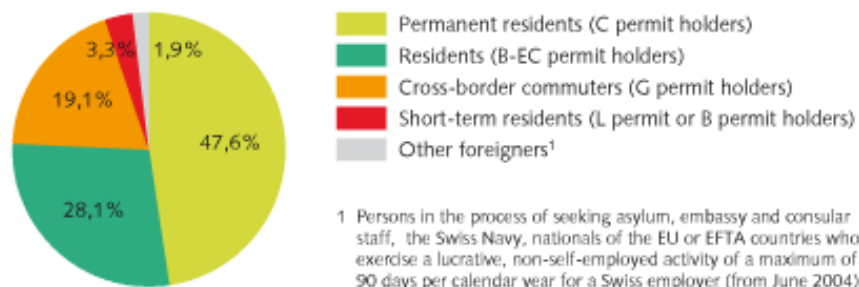 3,3%
1,9%
19,1%
47,6%
28,1%
Permanent residents (C permit holders)
Residents (B-EC permit holders)
Cross-border commuters (G permit holders)
Short-term residents (L permit or B permit holders)
Other foreigners¹
1 Persons in the process of seeking asylum, embassy and consular
staff, the Swiss Navy, nationals of the EU or EFTA countries who
exercise a lucrative, non-self-employed activity of a maximum of
90 days per calendar year for a Swiss employer (from June 2004)